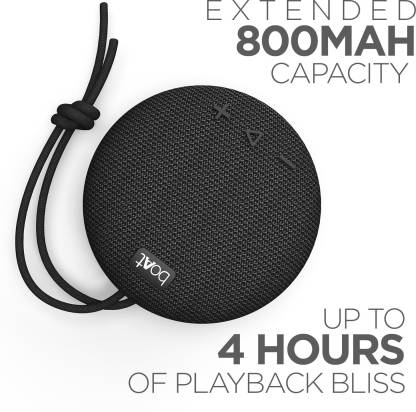 EXTENDED
800MAH
CAPACITY
boAt
UP TO
4 HOURS
OF PLAYBACK BLISS